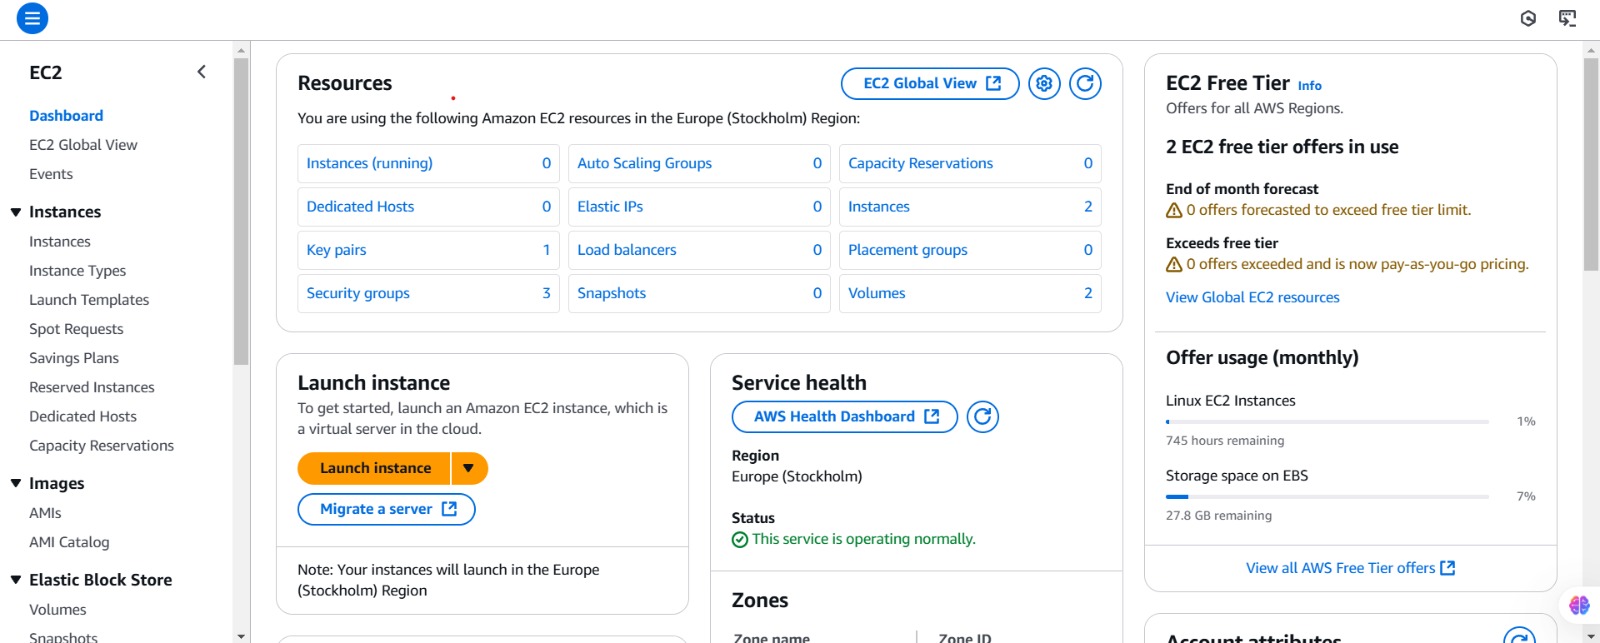 EC2
Dashboard
EC2 Global View
Events
Instances
Instances
Instance Types
Launch Templates
Spot Requests
Savings Plans
Reserved Instances
Dedicated Hosts
Capacity Reservations
Images
AMIs
AMI Catalog
Elastic Block Store
Volumes
Snapshots
Resources
EC2 Global View
You are using the following Amazon EC2 resources in the Europe (Stockholm) Region:
Instances (running) 0
Auto Scaling Groups 0
Capacity Reservations 0
Dedicated Hosts 0
Elastic IPs 0
Instances 2
Key pairs 1
Load balancers 0
Placement groups 0
Security groups 3
Snapshots 0
Volumes 2
Launch instance
To get started, launch an Amazon EC2 instance, which is
a virtual server in the cloud.
Launch instance
Migrate a server
Note: Your instances will launch in the Europe
(Stockholm) Region
Service health
AWS Health Dashboard
Region
Europe (Stockholm)
Status
This service is operating normally.
Zones
Zone name
Zone ID
EC2 Free Tier Info
Offers for all AWS Regions.
2 EC2 free tier offers in use
End of month forecast
0 offers forecasted to exceed free tier limit.
Exceeds free tier
0 offers exceeded and is now pay-as-you-go pricing.
View Global EC2 resources
Offer usage (monthly)
Linux EC2 Instances
1%
745 hours remaining
Storage space on EBS
7%
27.8 GB remaining
View all AWS Free Tier offers
Account attributes